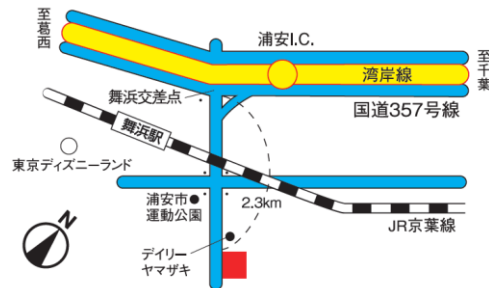 至葛西
浦安I.C.
至千葉
湾岸線
舞浜交差点
国道357号線
舞浜駅
東京ディズニーランド
浦安市
運動公園
2.3km
JR京葉線
N
デイリー
ヤマザキ